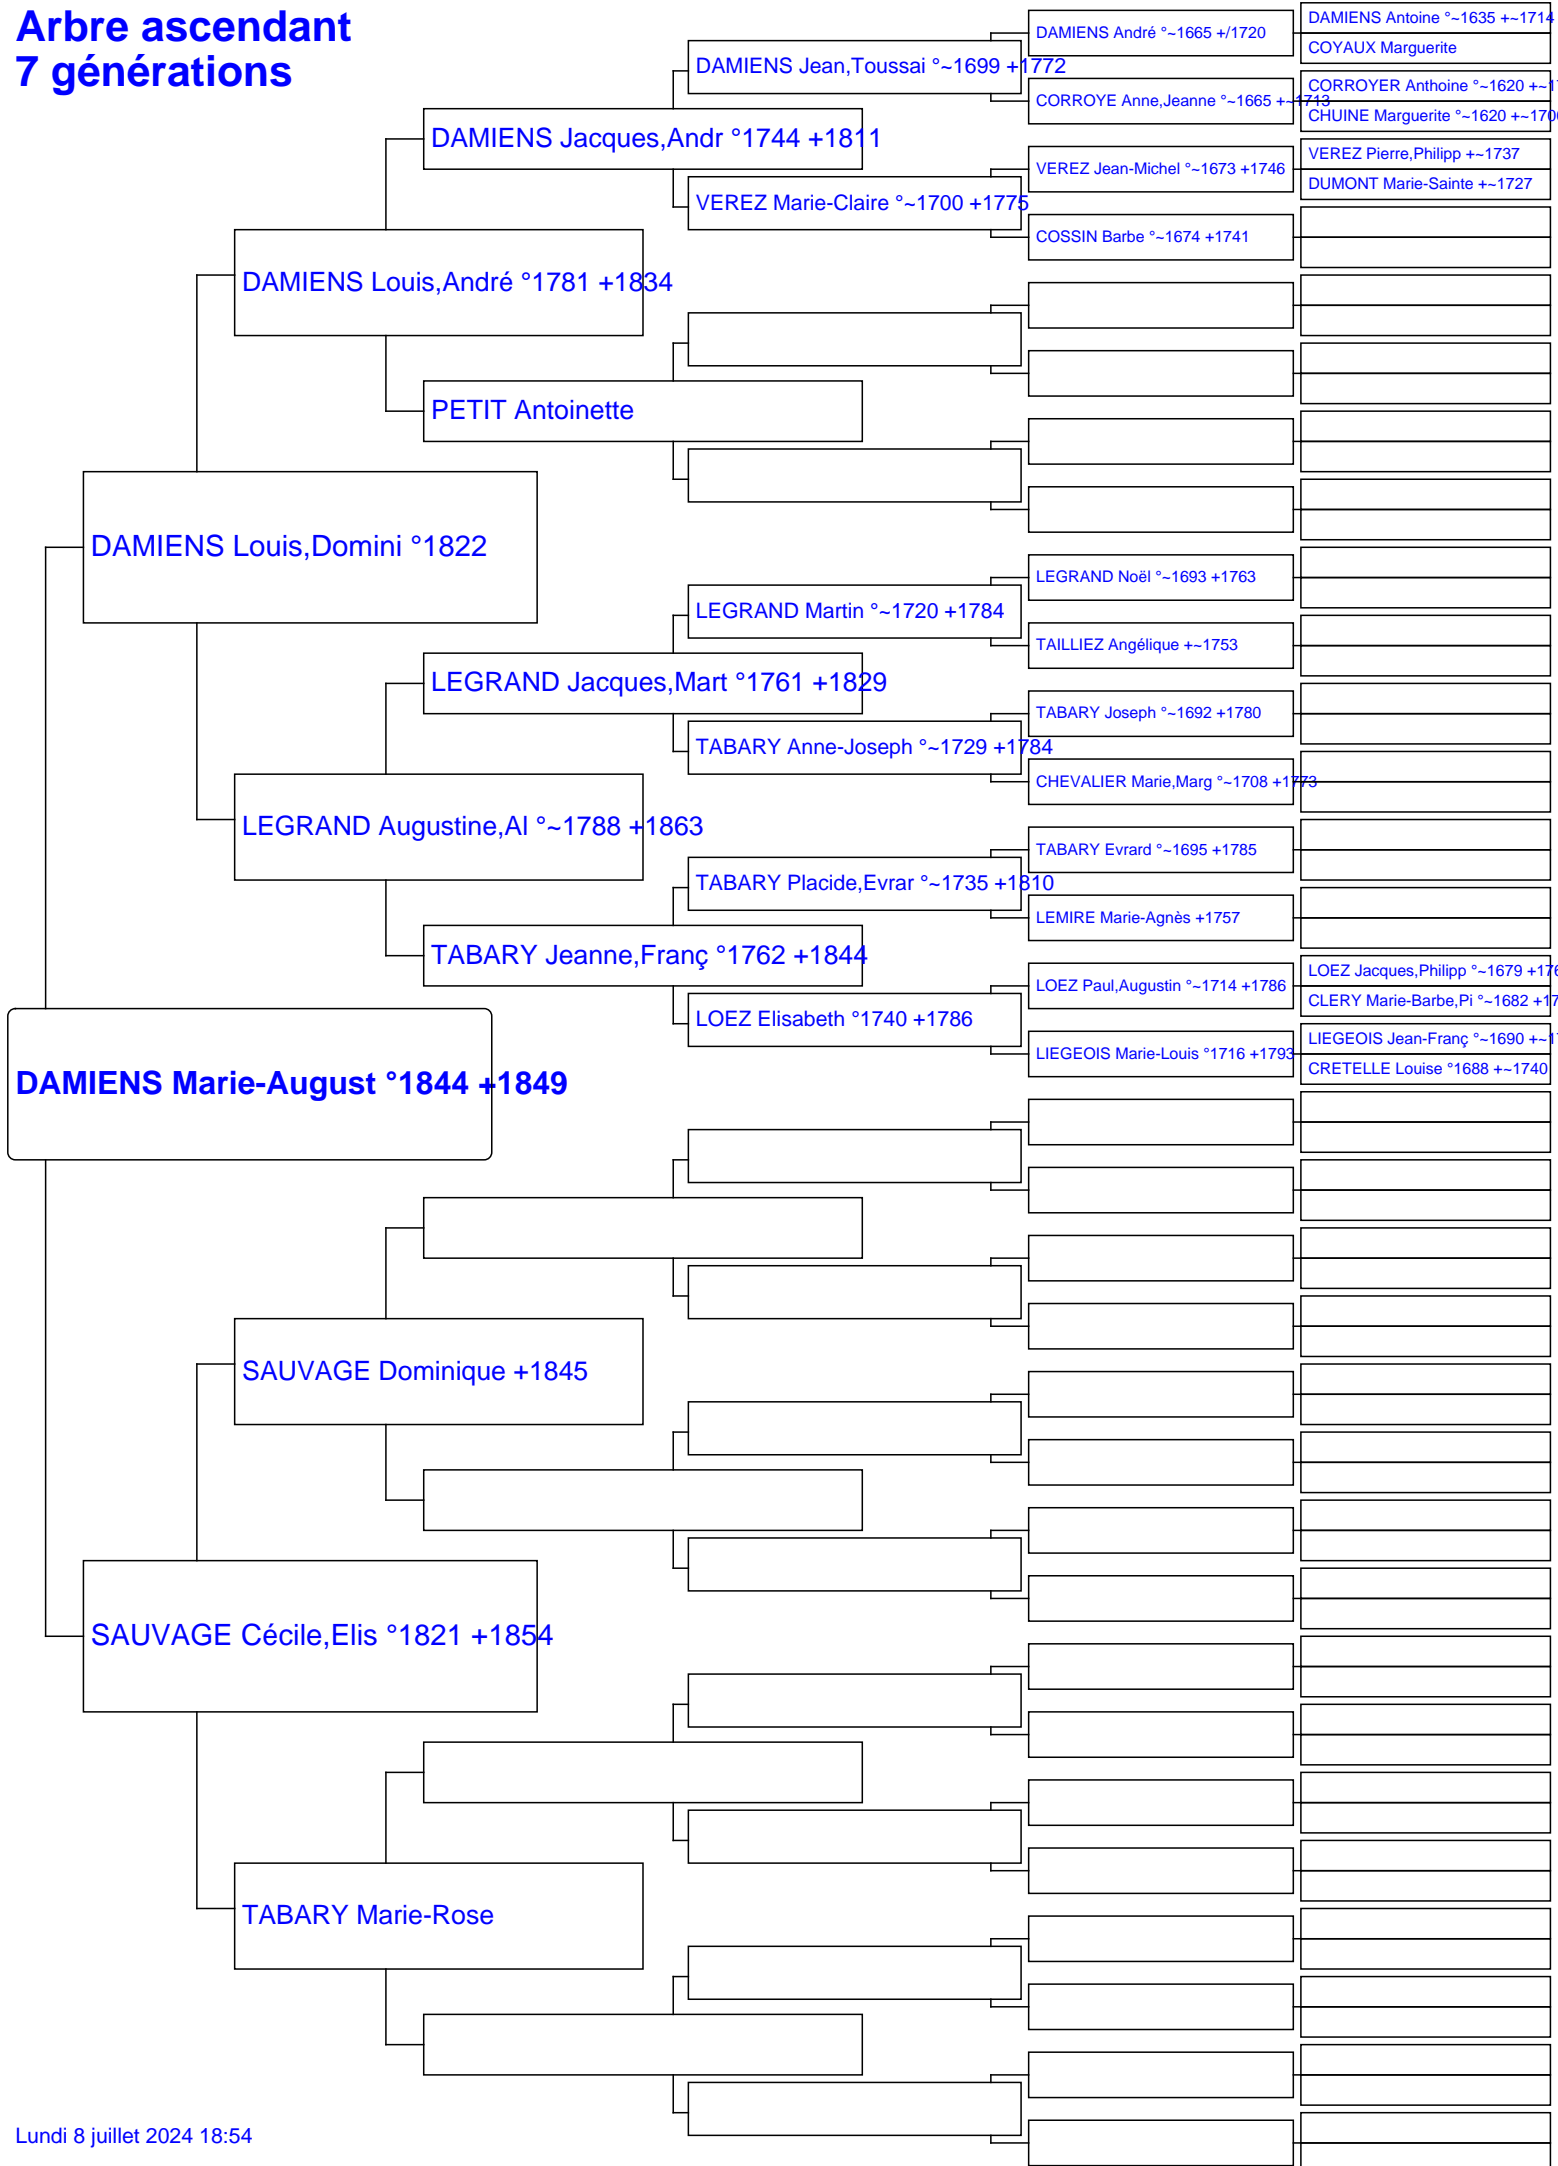 Arbre ascendant
7 générations
DAMIENS Marie-August °1844 +1849
DAMIENS Louis,Domini °1822
SAUVAGE Cécile,Elis °1821 +1854
DAMIENS Louis,André °1781 +1834
LEGRAND Augustine,Al °~1788 +1863
SAUVAGE Dominique +1845
TABARY Marie-Rose
DAMIENS Jacques,Andr °1744 +1811
PETIT Antoinette
LEGRAND Jacques,Mart °1761 +1829
TABARY Jeanne,Franç °1762 +1844
DAMIENS Jean,Toussai °~1699 +1772
VEREZ Marie-Claire °~1700 +1775
LEGRAND Martin °~1720 +1784
TABARY Anne-Joseph °~1729 +1784
TABARY Placide,Evrar °~1735 +1810
LOEZ Elisabeth °1740 +1786
DAMIENS André °~1665 +/1720
CORROYE Anne,Jeanne °~1665 +~1713
VEREZ Jean-Michel °~1673 +1746
COSSIN Barbe °~1674 +1741
LEGRAND Noël °~1693 +1763
TAILLIEZ Angélique +~1753
TABARY Joseph °~1692 +1780
CHEVALIER Marie,Marg °~1708 +1773
TABARY Evrard °~1695 +1785
LEMIRE Marie-Agnès +1757
LOEZ Paul,Augustin °~1714 +1786
LIEGEOIS Marie-Louis °1716 +1793
DAMIENS Antoine °~1635 +~1714
COYAUX Marguerite
CORROYER Anthoine °~1620 +~1
CHUINE Marguerite °~1620 +~170
VEREZ Pierre,Philipp +~1737
DUMONT Marie-Sainte +~1727
LOEZ Jacques,Philipp °~1679 +176
CLERY Marie-Barbe,Pi °~1682 +17
LIEGEOIS Jean-Franç °~1690 +~1
CRETELLE Louise °1688 +~1740
Lundi 8 juillet 2024 18:54